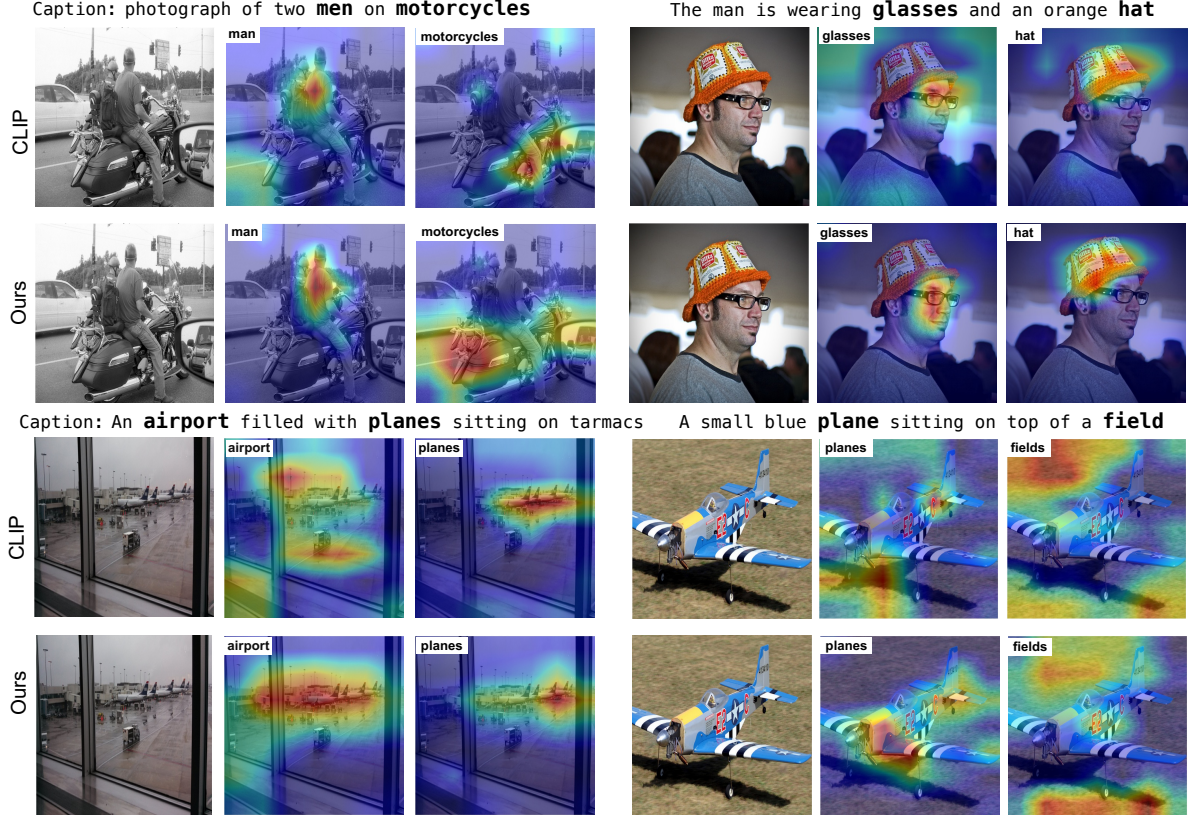 Caption: photograph of two men on motorcycles
The man is wearing glasses and an orange hat
CLIP
man
motorcycles
glasses
hat
Ours
man
motorcycles
glasses
hat
Caption: An airport filled with planes sitting on tarmacs
A small blue plane sitting on top of a field
CLIP
airport
planes
planes
fields
Ours
airport
planes
planes
fields